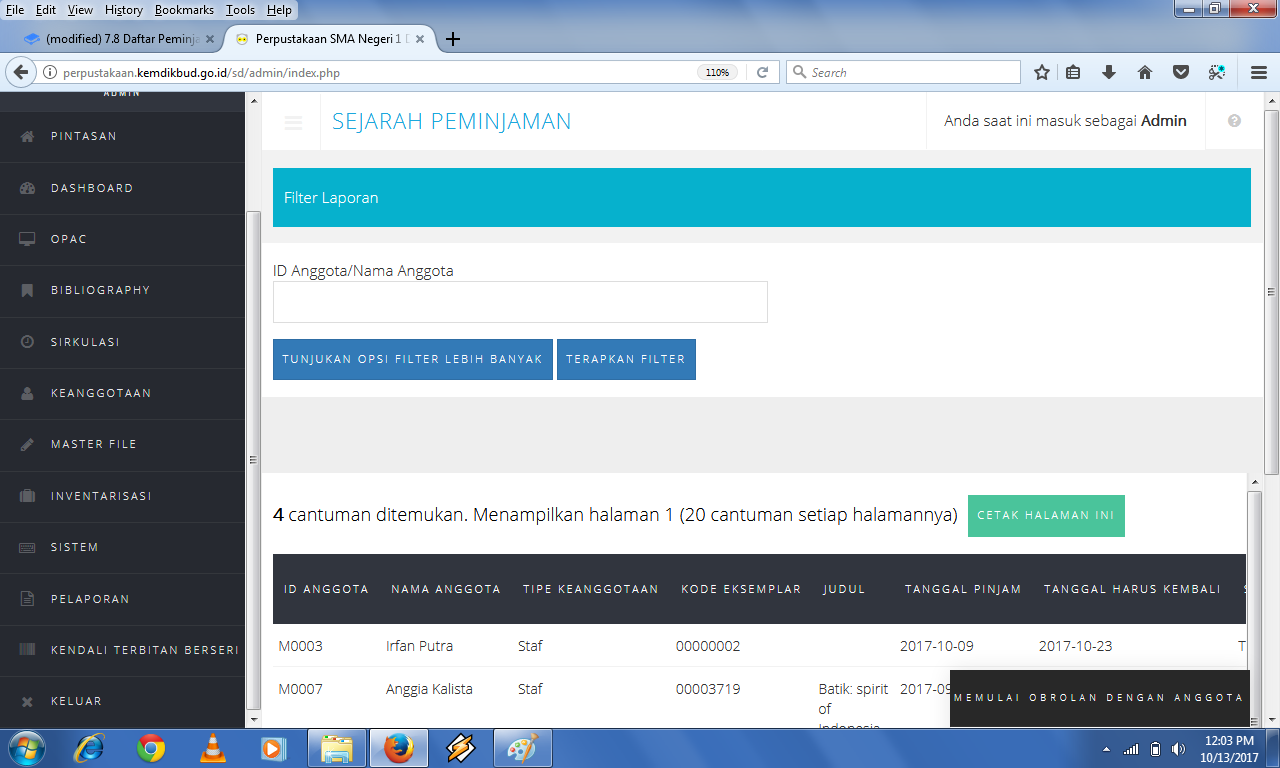 File Edit View History Bookmarks Tools Help
(modified) 7.8 Daftar Peminja
Perpustakaan SMA Negeri 1 D
perpustakaan.kemdikbud.go.id/sd/admin/index.php
110%
Search
ADMIN
PINTASAN
DASHBOARD
OPAC
BIBLIOGRAPHY
SIRKULASI
KEANGGOTAAN
MASTER FILE
INVENTARISASI
SISTEM
PELAPORAN
KENDALI TERBITAN BERSERI
KELUAR
SEJARAH PEMINJAMAN
Anda saat ini masuk sebagai Admin
Filter Laporan
ID Anggota/Nama Anggota
TUNJUKAN OPSI FILTER LEBIH BANYAK
TERAPKAN FILTER
4 cantuman ditemukan. Menampilkan halaman 1 (20 cantuman setiap halamannya)
CETAK HALAMAN INI
ID ANGGOTA NAMA ANGGOTA TIPE KEANGGOTAAN KODE EKSEMPLAR JUDUL TANGGAL PINJAM TANGGAL HARUS KEMBALI
M0003 Irfan Putra Staf 00000002 2017-10-09 2017-10-23 T
M0007 Anggia Kalista Staf 00003719 Batik: spirit 2017-09
of
Indonesia
MEMULAI OBROLAN DENGAN ANGGOTA
12:03 PM
10/13/2017